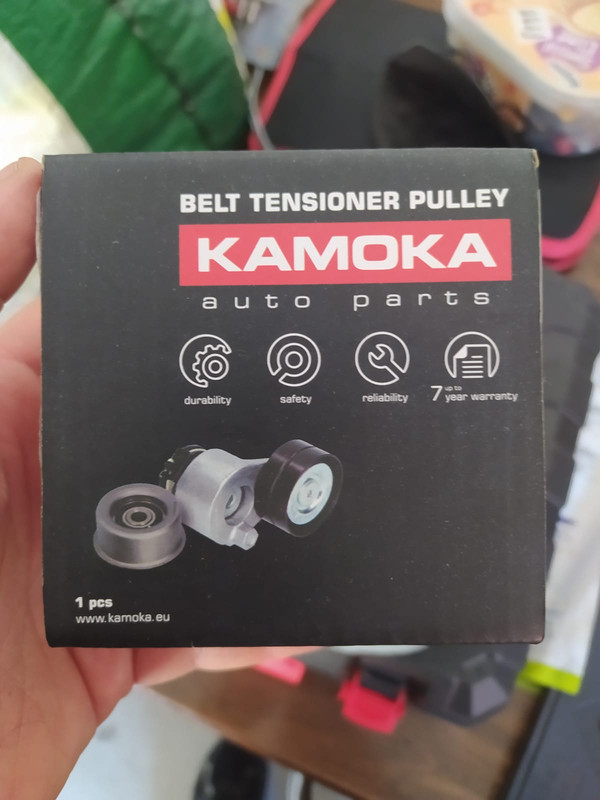 BELT TENSIONER PULLEY
KAMOKA
auto parts
durability
safety
reliability
7 up to year warranty
1 pcs
www.kamoka.eu